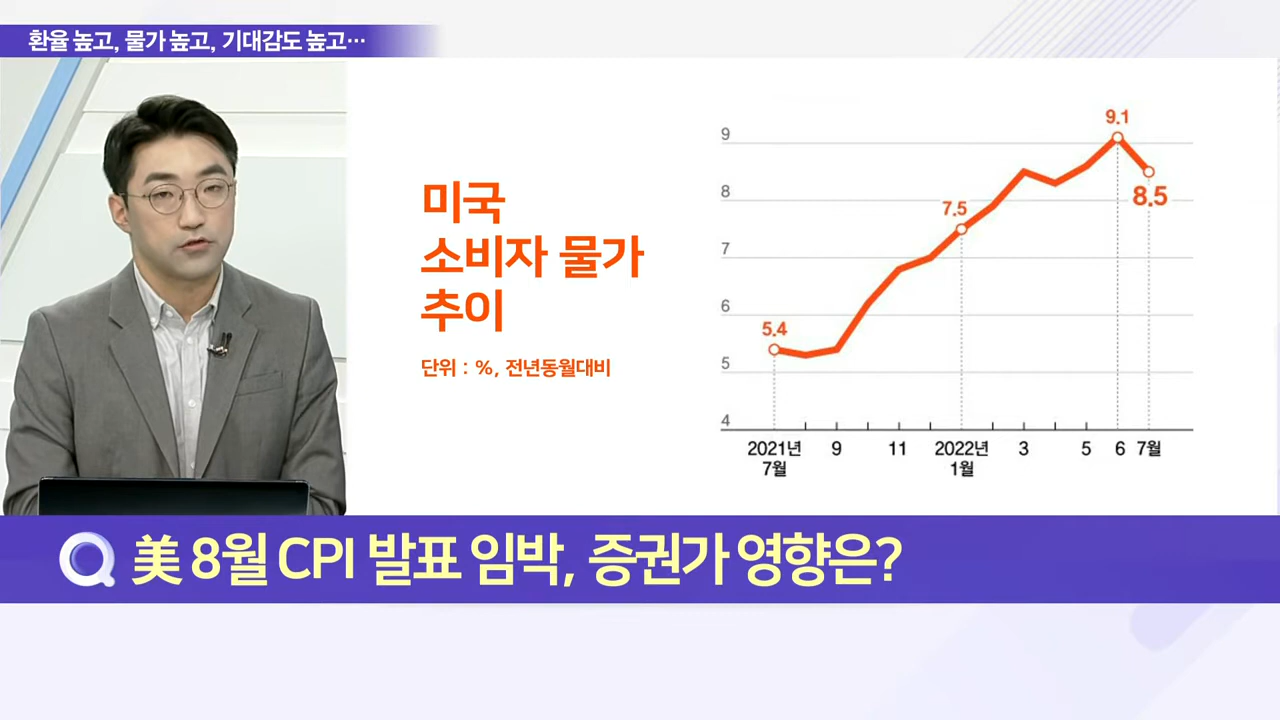 환율 높고, 물가 높고, 기대감도 높고…
미국
소비자 물가
추이
단위 : %, 전년동월대비
9
8
7
6
5
4
5.4
7.5
9.1
8.5
2021년 9 11 2022년 3 5 6 7월
7월 1월
美 8월 CPI 발표 임박, 증권가 영향은?